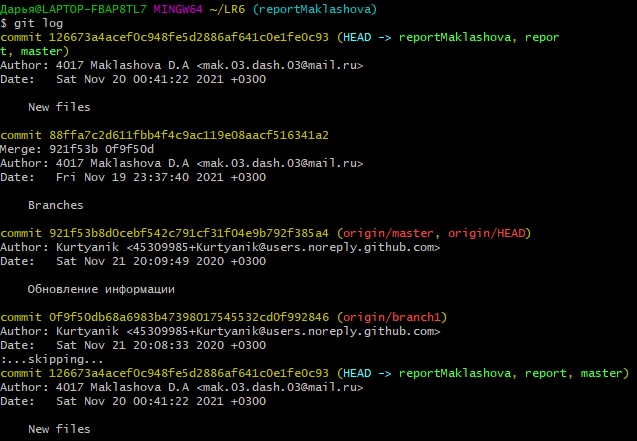 Дарья@LAPTOP-FBAP8TL7 MINGW64 ~/LR6 (reportMaklashova)
$ git log
commit 126673a4acef0c948fe5d2886af641c0e1fe0c93 (HEAD -> reportMaklashova, repor
t, master)
Author: 4017 Maklashova D.A <mak.03.dash.03@mail.ru>
Date:   Sat Nov 20 00:41:22 2021 +0300

    New files

commit 88ffa7c2d611fbb4f4c9ac119e08aacf516341a2
Merge: 921f53b 0f9f50d
Author: 4017 Maklashova D.A <mak.03.dash.03@mail.ru>
Date:   Fri Nov 19 23:37:40 2021 +0300

    Branches

commit 921f53b8d0cebf542c791cf31f04e9b792f385a4 (origin/master, origin/HEAD)
Author: Kurtyanik <45309985+Kurtyanik@users.noreply.github.com>
Date:   Sat Nov 21 20:09:49 2020 +0300

    Обновление информации

commit 0f9f50db68a6983b47398017545532cd0f992846 (origin/branch1)
Author: Kurtyanik <45309985+Kurtyanik@users.noreply.github.com>
Date:   Sat Nov 21 20:08:33 2020 +0300
:...skipping...
commit 126673a4acef0c948fe5d2886af641c0e1fe0c93 (HEAD -> reportMaklashova, report, master)
Author: 4017 Maklashova D.A <mak.03.dash.03@mail.ru>
Date:   Sat Nov 20 00:41:22 2021 +0300

    New files